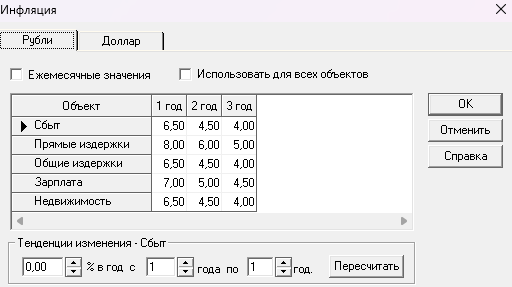 Инфляция
Рубли Доллар
Ежемесячные значения Использовать для всех объектов
Объект 1 год 2 год 3 год
Сбыт 6,50 4,50 4,00
Прямые издержки 8,00 6,00 5,00
Общие издержки 6,50 4,50 4,00
Зарплата 7,00 5,00 4,50
Недвижимость 6,50 4,50 4,00
OK
Отменить
Справка
Тенденции изменения - Сбыт
0,00 % в год с 1 года по 1 год. Пересчитать